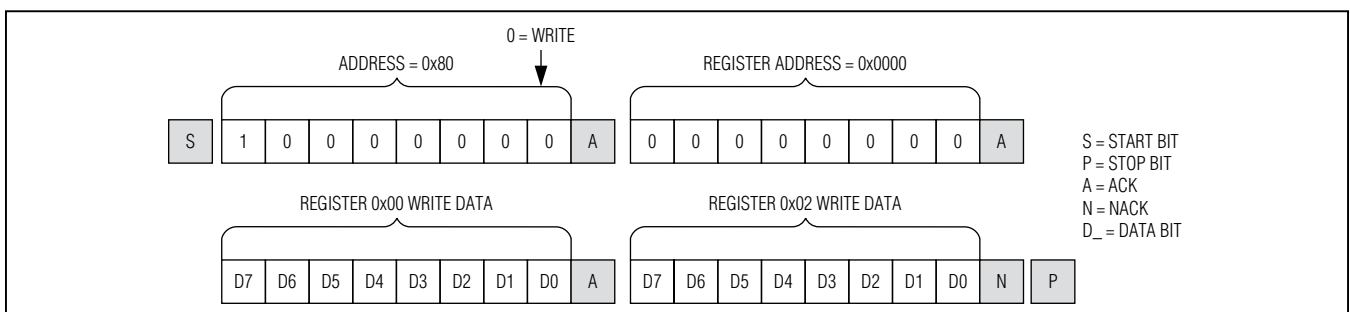 0 = WRITE
ADDRESS = 0x80 REGISTER ADDRESS = 0x0000
S 1 0 0 0 0 0 0 0 A 0 0 0 0 0 0 0 0 A
S = START BIT
P = STOP BIT
A = ACK
N = NACK
D_ = DATA BIT
REGISTER 0x00 WRITE DATA REGISTER 0x02 WRITE DATA
D7 D6 D5 D4 D3 D2 D1 D0 A D7 D6 D5 D4 D3 D2 D1 D0 N P